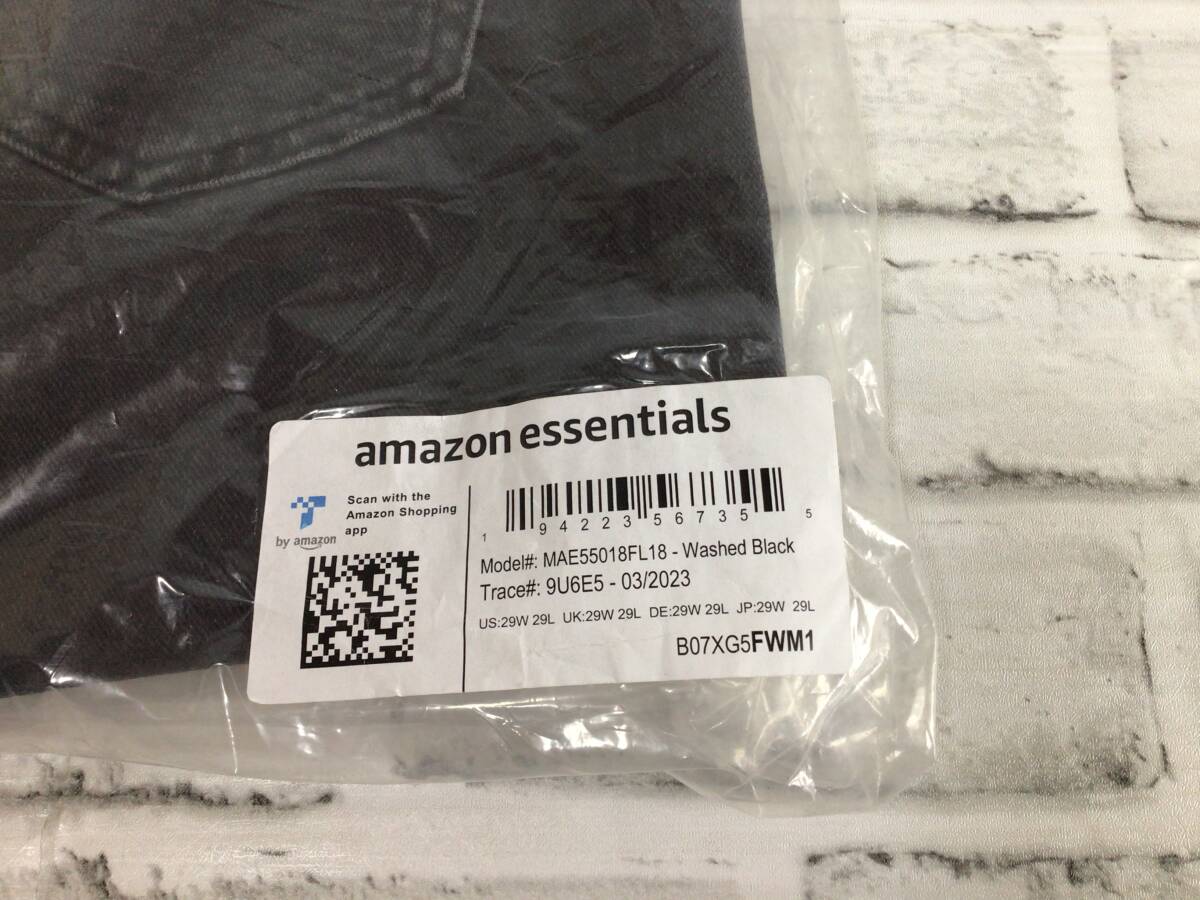 amazon essentials
Scan with the
Amazon Shopping
app
by amazon
1 94223 56735 5
Model#: MAE55018FL18 - Washed Black
Trace#: 9U6E5 - 03/2023
US:29W 29L UK:29W 29L DE:29W 29L JP:29W 29L
B07XG5FWM1